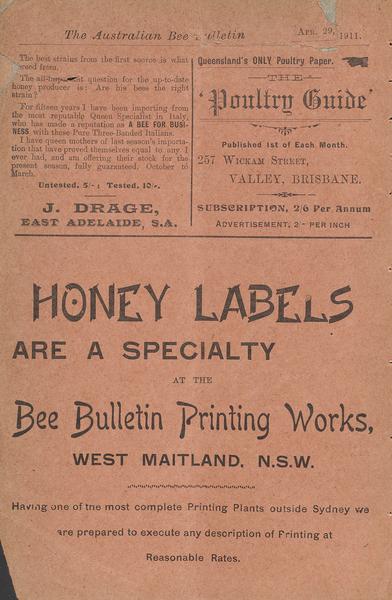 The Australian Bee Bulletin
Apr. 29, 1911.
The best strains from the first source is what
need from.
The all-important question for the up-to-date
honey producer is: Are his bees the right
strain?
For fifteen years I have been importing from
the most reputable Queen Specialist in Italy,
who has made a reputation as A BEE FOR BUSI-
NESS with these Pure Three-Banded Italians.
I have queen mothers of last season's importa-
tion that have proved themselves equal to any I
ever had, and am offering their stock for the
present season, fully guaranteed. October to
March.
Untested, 5/-; Tested, 10/-.
J. DRAGE,
EAST ADELAIDE, S.A.
Queensland's ONLY Poultry Paper.
THE
'Poultry Guide'
Published 1st of Each Month.
257 Wickam Street,
VALLEY, BRISBANE.
SUBSCRIPTION, 2/6 Per Annum
Advertisement, 2/- per inch
HONEY LABELS
ARE A SPECIALTY
AT THE
Bee Bulletin Printing Works,
WEST MAITLAND, N.S.W.
Having one of the most complete Printing Plants outside Sydney we
are prepared to execute any description of Printing at
Reasonable Rates.